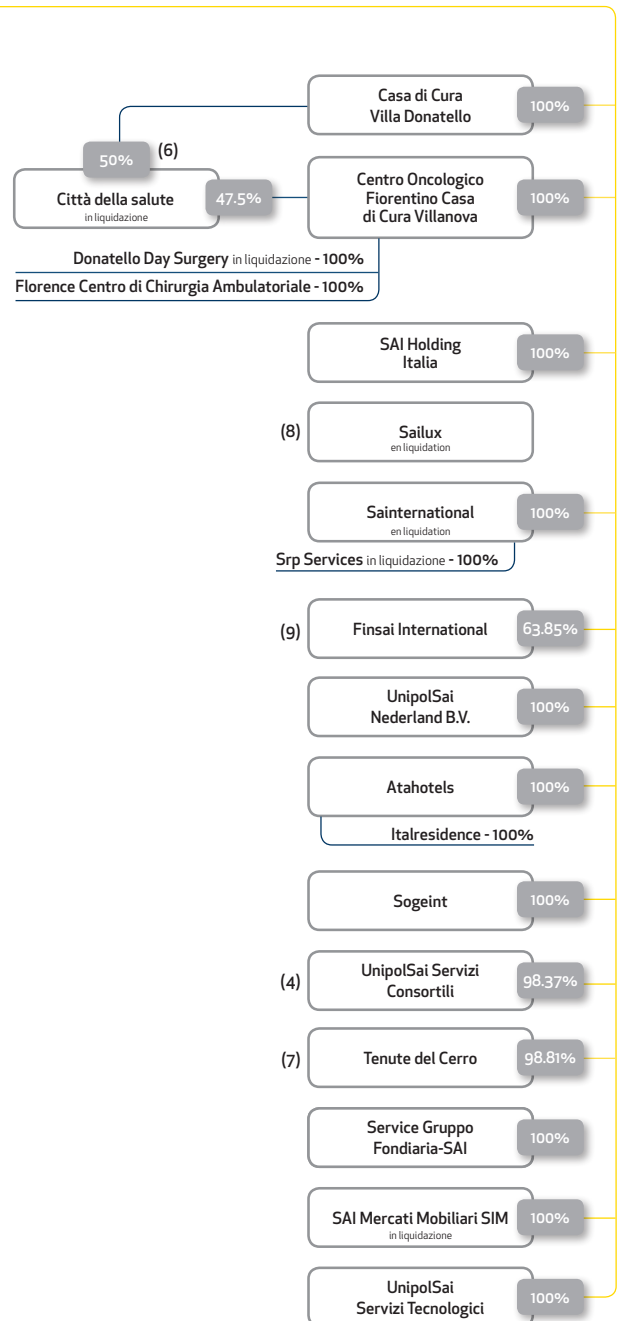 Casa di Cura
Villa Donatello
100%
50%
(6)
Città della salute
in liquidazione
47.5%
Centro Oncologico
Fiorentino Casa
di Cura Villanova
100%
Donatello Day Surgery in liquidazione - 100%
Florence Centro di Chirurgia Ambulatoriale - 100%
SAI Holding
Italia
100%
(8)
Sailux
en liquidation
Sainternational
en liquidation
100%
Srp Services in liquidazione - 100%
(9)
Finsai International
63.85%
UnipolSai
Nederland B.V.
100%
Atahotels
100%
Italresidence - 100%
Sogeint
100%
(4)
UnipolSai Servizi
Consortili
98.37%
(7)
Tenute del Cerro
98.81%
Service Gruppo
Fondiaria-SAI
100%
SAI Mercati Mobiliari SIM
in liquidazione
100%
UnipolSai
Servizi Tecnologici
100%